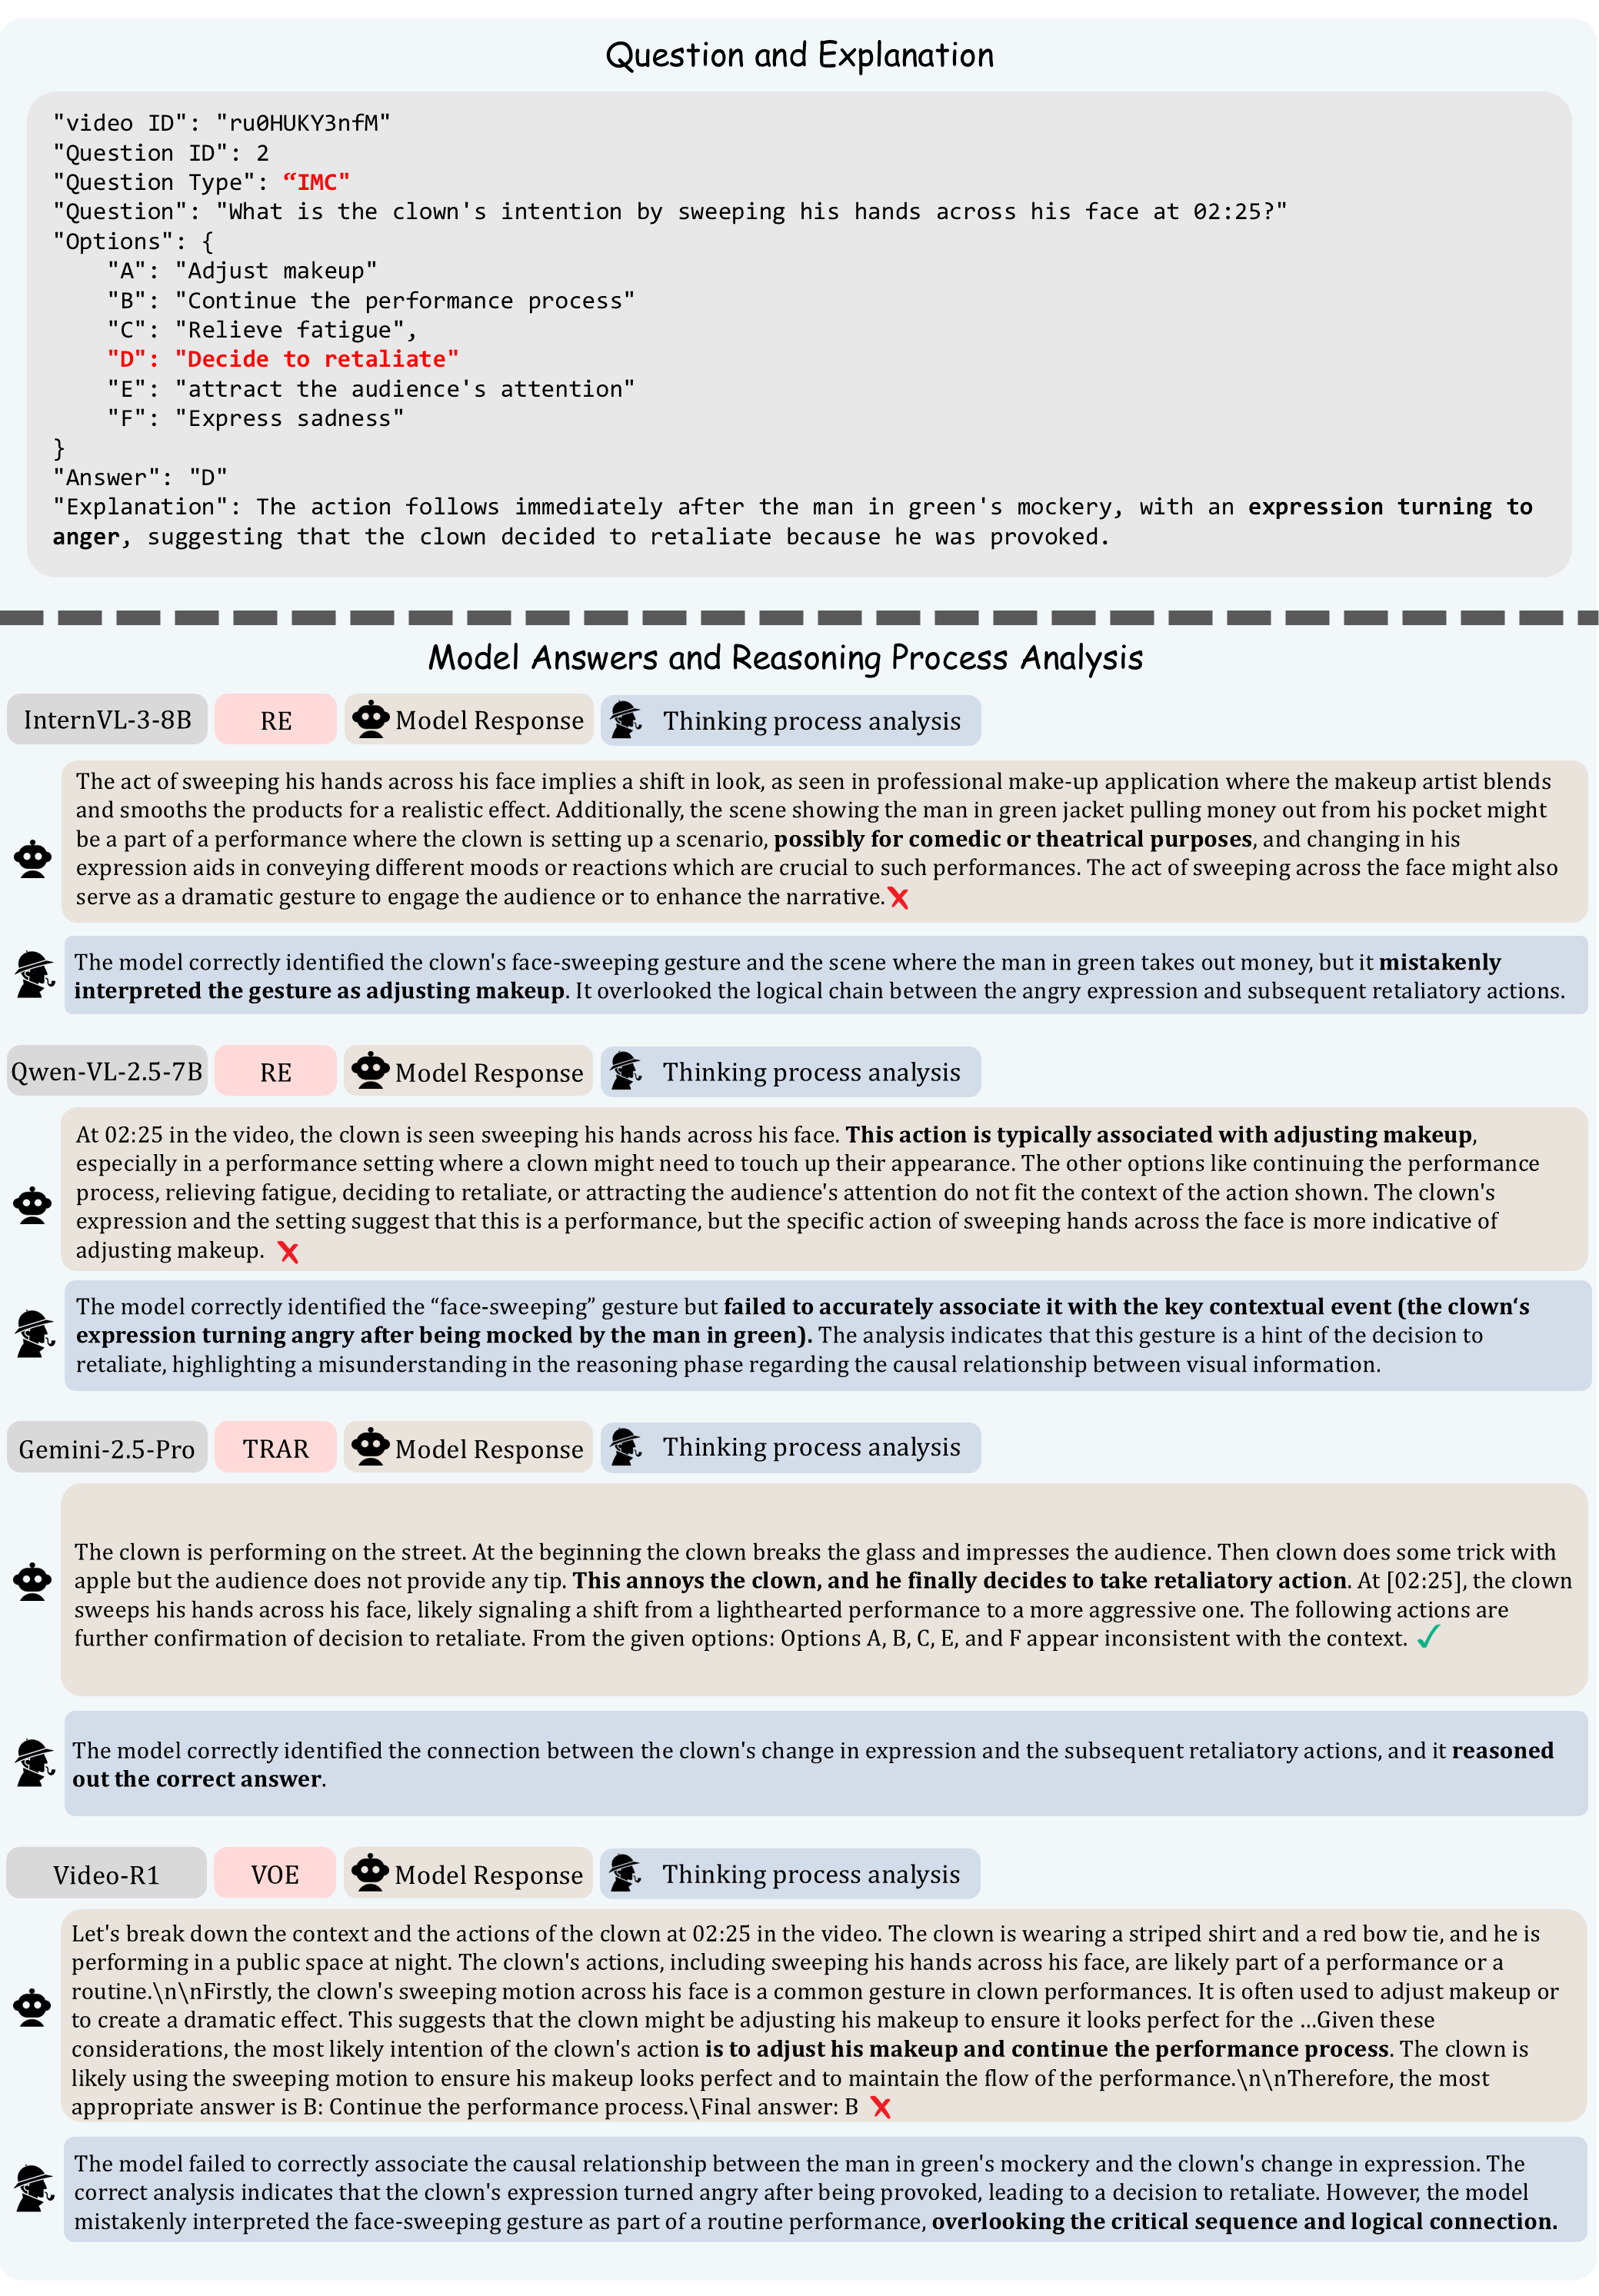 Question and Explanation
"video ID": "ru0HUKY3nfM"
"Question ID": 2
"Question Type": “IMC"
"Question": "What is the clown's intention by sweeping his hands across his face at 02:25?"
"Options": {
"A": "Adjust makeup"
"B": "Continue the performance process"
"C": "Relieve fatigue",
"D": "Decide to retaliate"
"E": "attract the audience's attention"
"F": "Express sadness"
}
"Answer": "D"
"Explanation": The action follows immediately after the man in green's mockery, with an expression turning to
anger, suggesting that the clown decided to retaliate because he was provoked.
Model Answers and Reasoning Process Analysis
InternVL-3-8B RE Model Response Thinking process analysis
The act of sweeping his hands across his face implies a shift in look, as seen in professional make-up application where the makeup artist blends
and smooths the products for a realistic effect. Additionally, the scene showing the man in green jacket pulling money out from his pocket might
be a part of a performance where the clown is setting up a scenario, possibly for comedic or theatrical purposes, and changing in his
expression aids in conveying different moods or reactions which are crucial to such performances. The act of sweeping across the face might also
serve as a dramatic gesture to engage the audience or to enhance the narrative.
The model correctly identified the clown's face-sweeping gesture and the scene where the man in green takes out money, but it mistakenly
interpreted the gesture as adjusting makeup. It overlooked the logical chain between the angry expression and subsequent retaliatory actions.
Qwen-VL-2.5-7B RE Model Response Thinking process analysis
At 02:25 in the video, the clown is seen sweeping his hands across his face. This action is typically associated with adjusting makeup,
especially in a performance setting where a clown might need to touch up their appearance. The other options like continuing the performance
process, relieving fatigue, deciding to retaliate, or attracting the audience's attention do not fit the context of the action shown. The clown's
expression and the setting suggest that this is a performance, but the specific action of sweeping hands across the face is more indicative of
adjusting makeup.
The model correctly identified the “face-sweeping” gesture but failed to accurately associate it with the key contextual event (the clown‘s
expression turning angry after being mocked by the man in green). The analysis indicates that this gesture is a hint of the decision to
retaliate, highlighting a misunderstanding in the reasoning phase regarding the causal relationship between visual information.
Gemini-2.5-Pro TRAR Model Response Thinking process analysis
The clown is performing on the street. At the beginning the clown breaks the glass and impresses the audience. Then clown does some trick with
apple but the audience does not provide any tip. This annoys the clown, and he finally decides to take retaliatory action. At [02:25], the clown
sweeps his hands across his face, likely signaling a shift from a lighthearted performance to a more aggressive one. The following actions are
further confirmation of decision to retaliate. From the given options: Options A, B, C, E, and F appear inconsistent with the context.
The model correctly identified the connection between the clown's change in expression and the subsequent retaliatory actions, and it reasoned
out the correct answer.
Video-R1 VOE Model Response Thinking process analysis
Let's break down the context and the actions of the clown at 02:25 in the video. The clown is wearing a striped shirt and a red bow tie, and he is
performing in a public space at night. The clown's actions, including sweeping his hands across his face, are likely part of a performance or a
routine.\n\nFirstly, the clown's sweeping motion across his face is a common gesture in clown performances. It is often used to adjust makeup or
to create a dramatic effect. This suggests that the clown might be adjusting his makeup to ensure it looks perfect for the ...Given these
considerations, the most likely intention of the clown's action is to adjust his makeup and continue the performance process. The clown is
likely using the sweeping motion to ensure his makeup looks perfect and to maintain the flow of the performance.\n\nTherefore, the most
appropriate answer is B: Continue the performance process.\Final answer: B
The model failed to correctly associate the causal relationship between the man in green's mockery and the clown's change in expression. The
correct analysis indicates that the clown's expression turned angry after being provoked, leading to a decision to retaliate. However, the model
mistakenly interpreted the face-sweeping gesture as part of a routine performance, overlooking the critical sequence and logical connection.